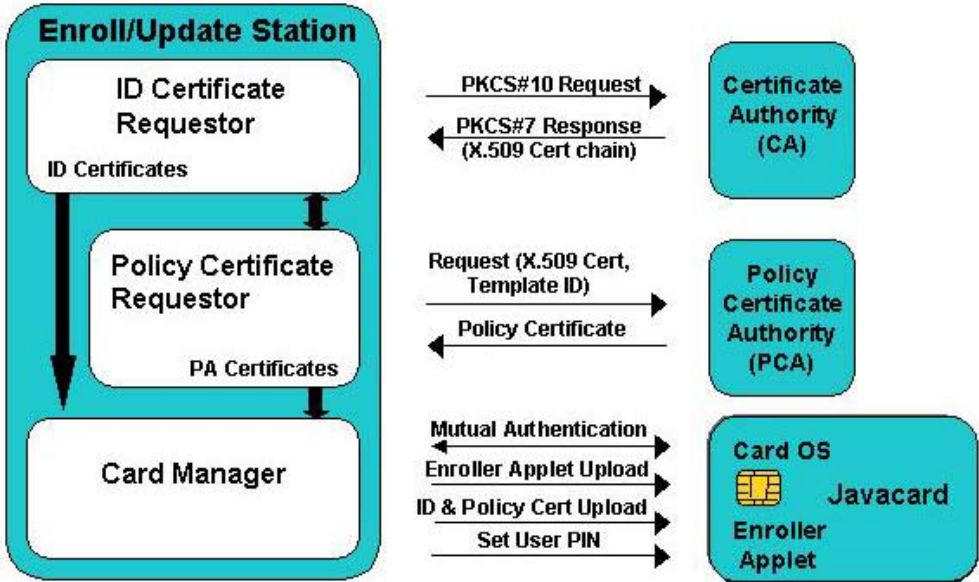 Enroll/Update Station
ID Certificate
Requestor
ID Certificates
PKCS#10 Request
PKCS#7 Response
(X.509 Cert chain)
Certificate
Authority
(CA)
Policy Certificate
Requestor
PA Certificates
Request (X.509 Cert,
Template ID)
Policy Certificate
Policy
Certificate
Authority
(PCA)
Card Manager
Mutual Authentication
Enroller Applet Upload
ID & Policy Cert Upload
Set User PIN
Card OS
Javacard
Enroller
Applet